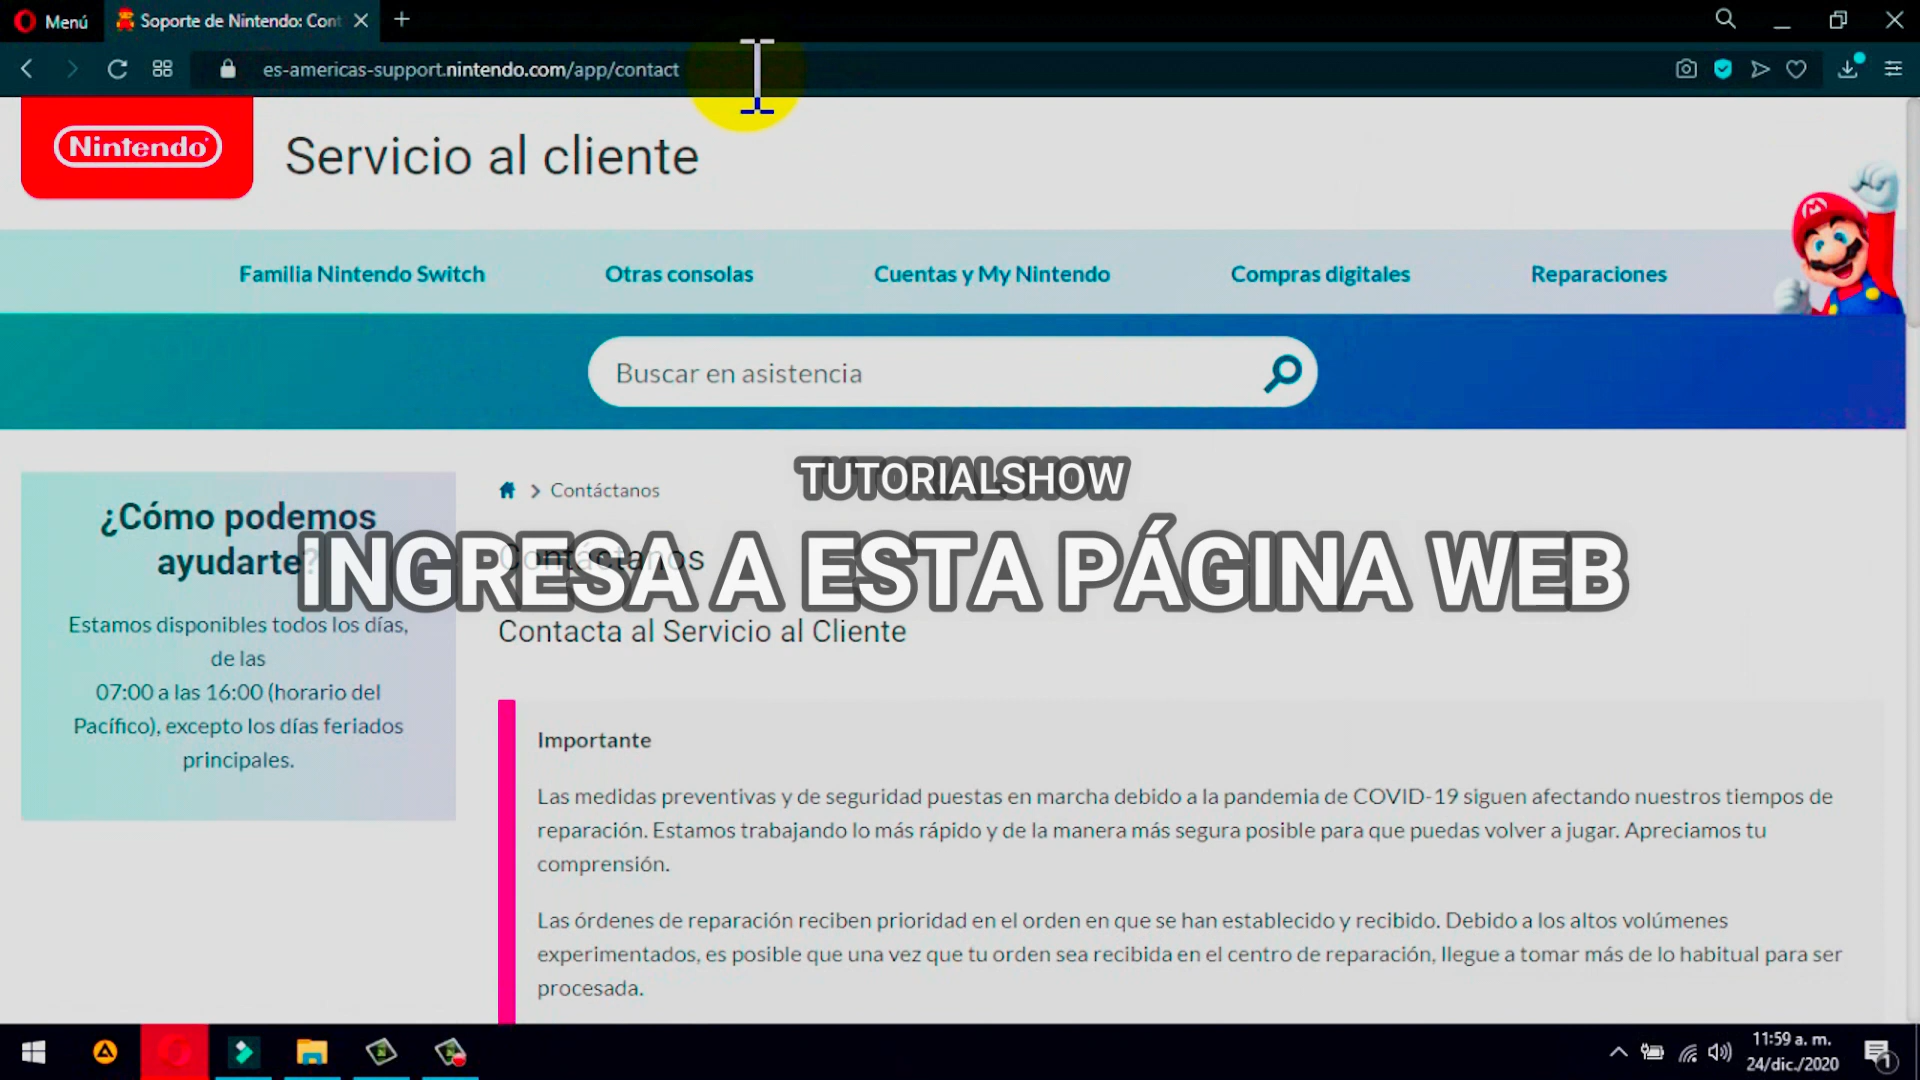 Menú
Soporte de Nintendo: Cont
es-americas-support.nintendo.com/app/contact
Nintendo
Servicio al cliente
Familia Nintendo Switch
Otras consolas
Cuentas y My Nintendo
Compras digitales
Reparaciones
Buscar en asistencia
TUTORIALSHOW
INGRESA A ESTA PÁGINA WEB
¿Cómo podemos
ayudarte?
Estamos disponibles todos los días,
de las
07:00 a las 16:00 (horario del
Pacífico), excepto los días feriados
principales.
Contáctanos
Contáctanos
Contacta al Servicio al Cliente
Importante
Las medidas preventivas y de seguridad puestas en marcha debido a la pandemia de COVID-19 siguen afectando nuestros tiempos de
reparación. Estamos trabajando lo más rápido y de la manera más segura posible para que puedas volver a jugar. Apreciamos tu
comprensión.
Las órdenes de reparación reciben prioridad en el orden en que se han establecido y recibido. Debido a los altos volúmenes
experimentados, es posible que una vez que tu orden sea recibida en el centro de reparación, llegue a tomar más de lo habitual para ser
procesada.
11:59 a. m.
24/dic./2020
1